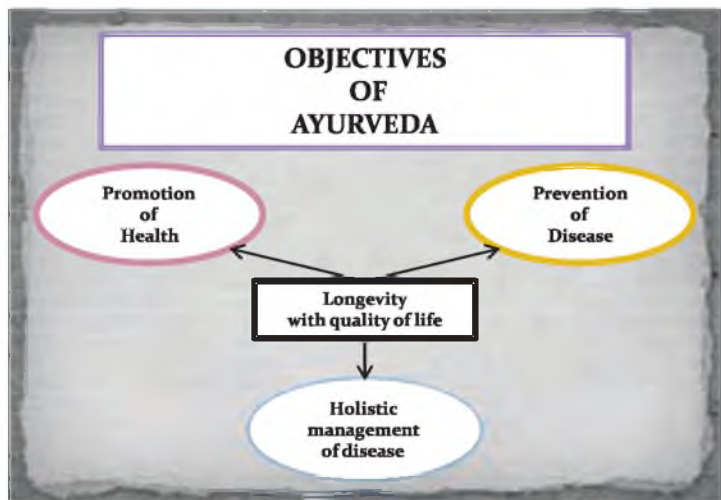 OBJECTIVES
OF
AYURVEDA
Promotion
of
Health
Prevention
of
Disease
Longevity
with quality of life
Holistic
management
of disease